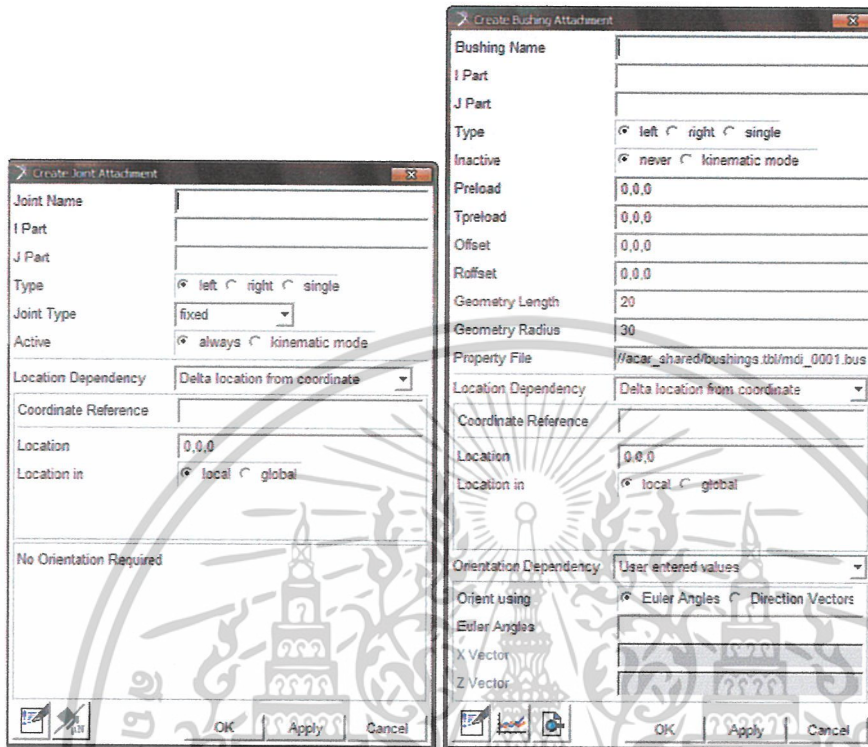 Create Joint Attachment
Joint Name
I Part
J Part
Type left right single
Joint Type fixed
Active always kinematic mode
Location Dependency Delta location from coordinate
Coordinate Reference
Location 0,0,0
Location in local global
No Orientation Required
OK Apply Cancel
Create Bushing Attachment
Bushing Name
I Part
J Part
Type left right single
Inactive never kinematic mode
Preload 0,0,0
Tpreload 0,0,0
Offset 0,0,0
Roffset 0,0,0
Geometry Length 20
Geometry Radius 30
Property File //acar_shared/bushings.tbl/mdi_0001.bus
Location Dependency Delta location from coordinate
Coordinate Reference
Location 0,0,0
Location in local global
Orientation Dependency User entered values
Orient using Euler Angles Direction Vectors
Euler Angles
X Vector
Z Vector
OK Apply Cancel